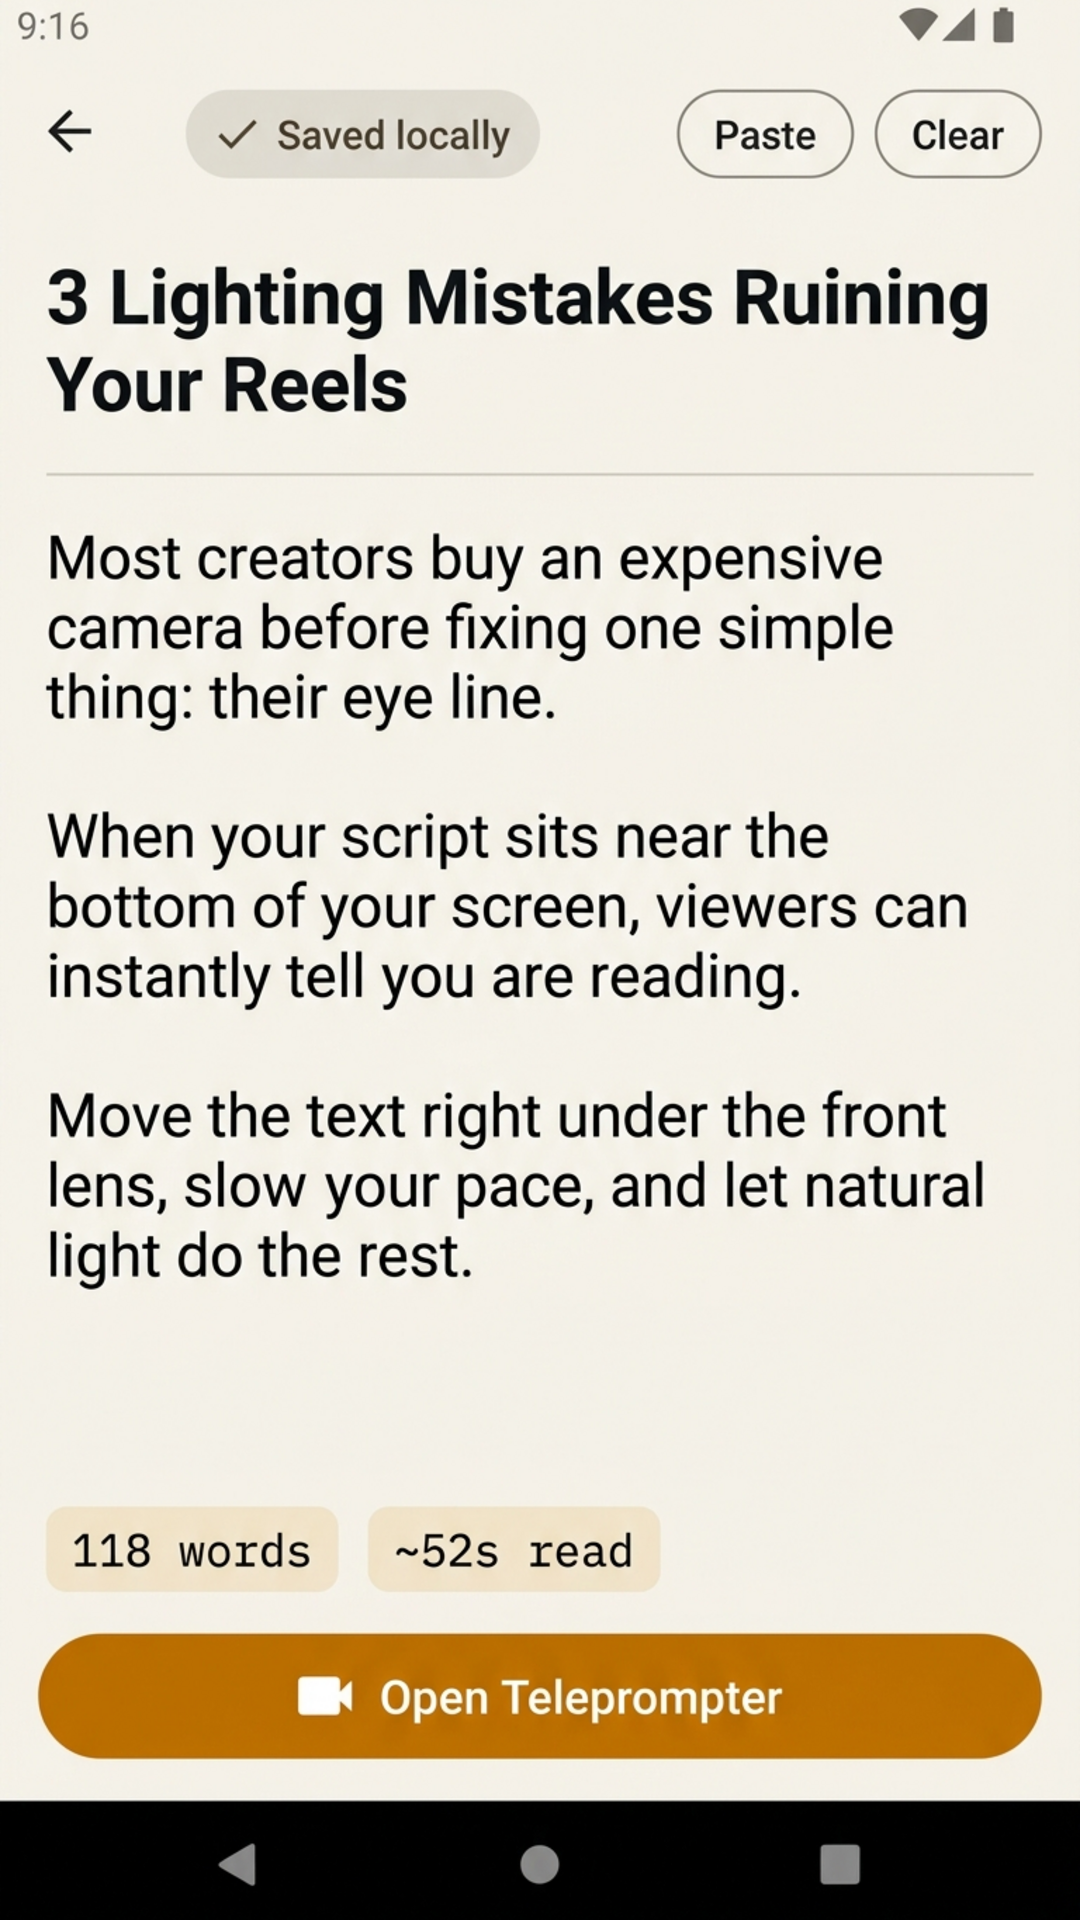 9:16
Saved locally
Paste
Clear
3 Lighting Mistakes Ruining
Your Reels
Most creators buy an expensive
camera before fixing one simple
thing: their eye line.
When your script sits near the
bottom of your screen, viewers can
instantly tell you are reading.
Move the text right under the front
lens, slow your pace, and let natural
light do the rest.
118 words
~52s read
Open Teleprompter